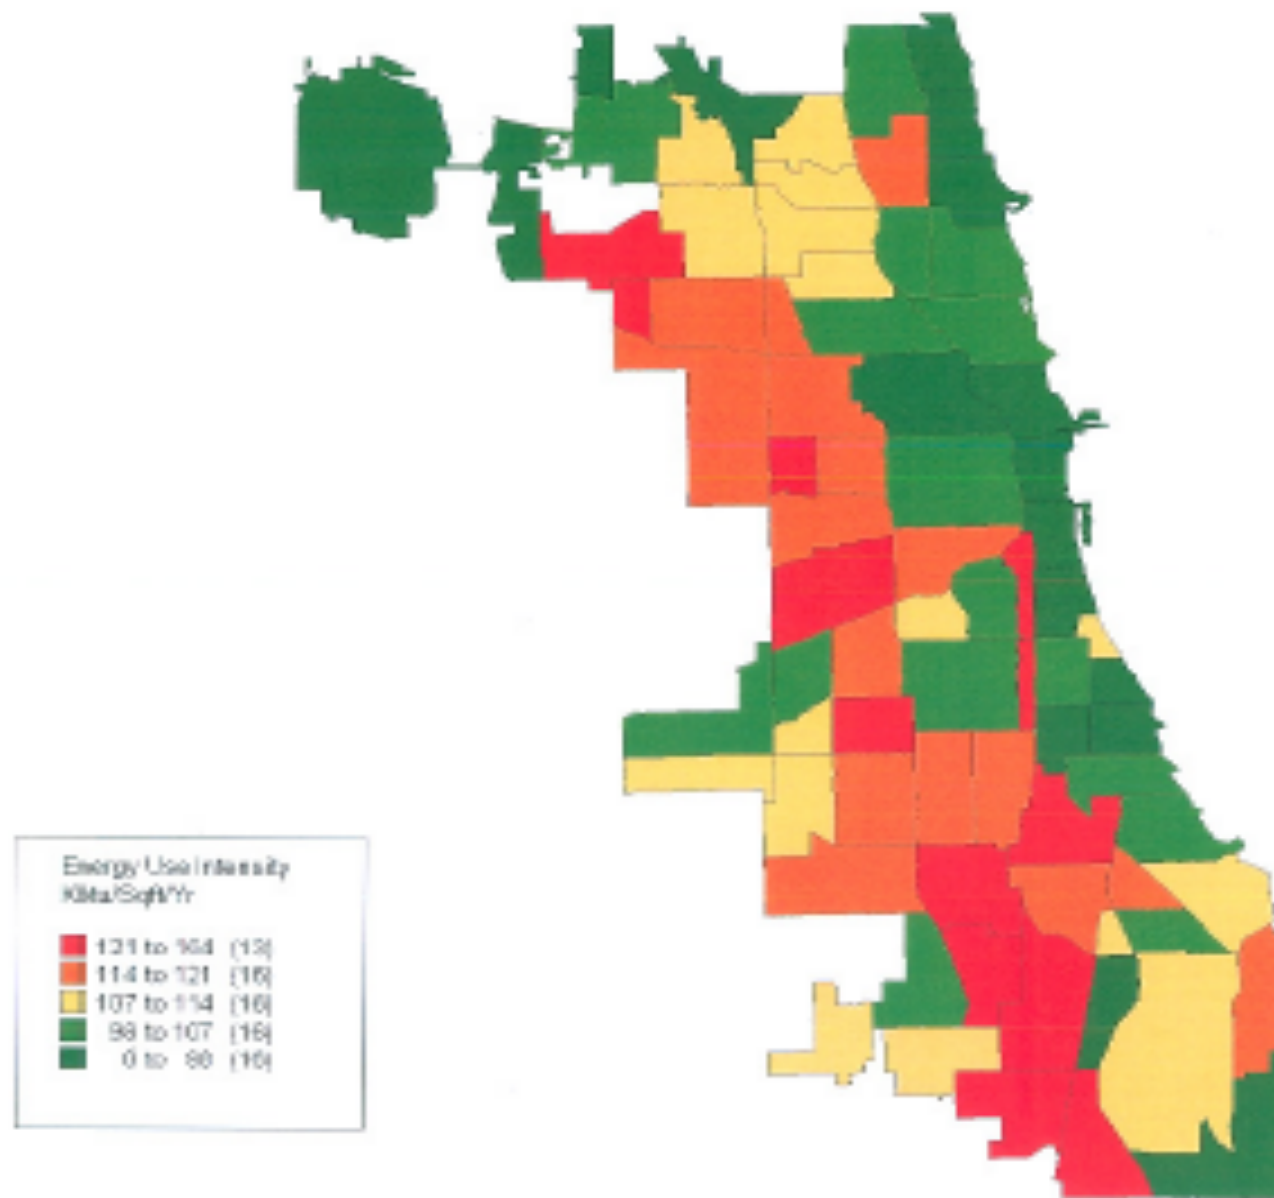 Energy Use Intensity
KBtu/Sqft/Yr
121 to 164 (13)
114 to 121 (16)
107 to 114 (16)
98 to 107 (16)
0 to 98 (16)